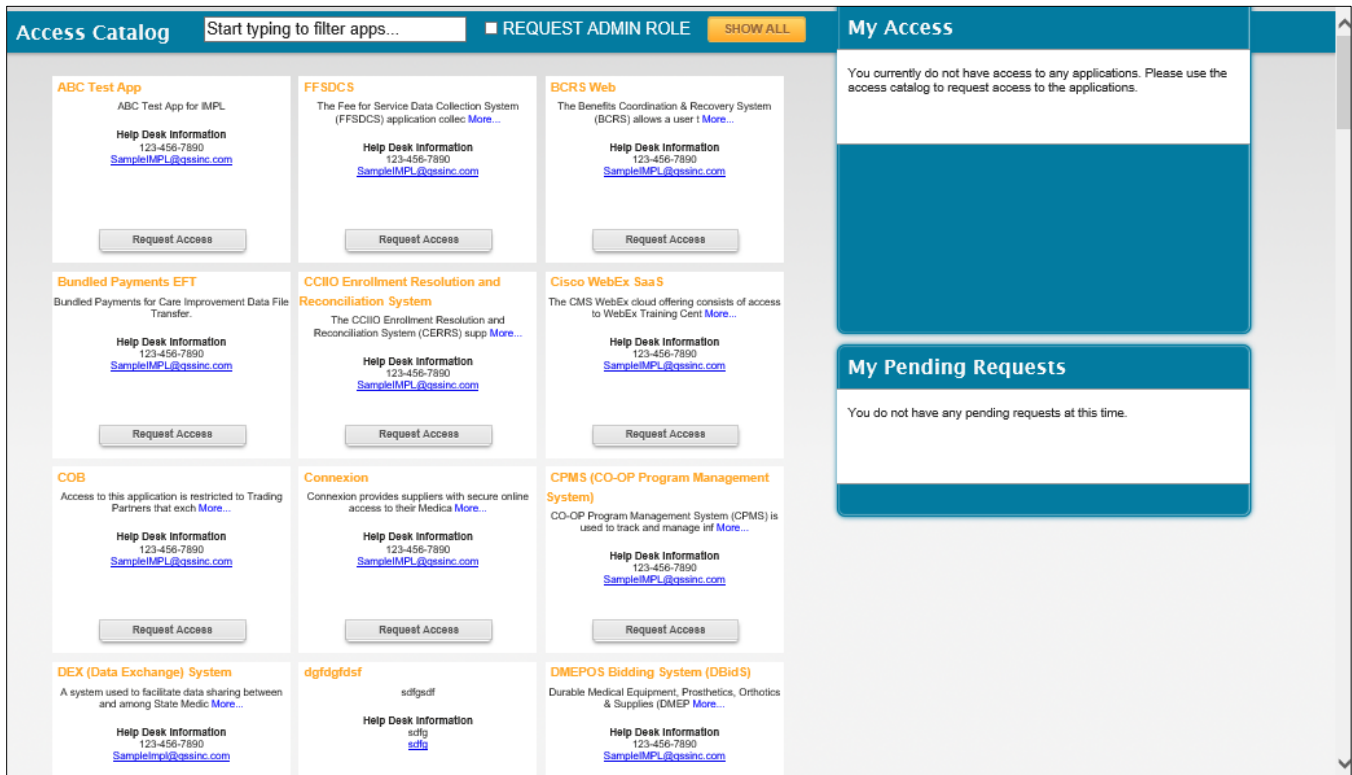 Access Catalog
Start typing to filter apps...
REQUEST ADMIN ROLE
SHOW ALL
ABC Test App
ABC Test App for IMPL
Help Desk Information
123-456-7890
SampleIMPL@qssinc.com
Request Access
FFSDCS
The Fee for Service Data Collection System
(FFSDCS) application collec More...
Help Desk Information
123-456-7890
SampleIMPL@qssinc.com
Request Access
BCRS Web
The Benefits Coordination & Recovery System
(BCRS) allows a user t More...
Help Desk Information
123-456-7890
SampleIMPL@qssinc.com
Request Access
Bundled Payments EFT
Bundled Payments for Care Improvement Data File
Transfer.
Help Desk Information
123-456-7890
SampleIMPL@qssinc.com
Request Access
CCIIO Enrollment Resolution and
Reconciliation System
The CCIIO Enrollment Resolution and
Reconciliation System (CERRS) supp More...
Help Desk Information
123-456-7890
SampleIMPL@qssinc.com
Request Access
Cisco WebEx SaaS
The CMS WebEx cloud offering consists of access
to WebEx Training Cent More...
Help Desk Information
123-456-7890
SampleIMPL@qssinc.com
Request Access
COB
Access to this application is restricted to Trading
Partners that exch More...
Help Desk Information
123-456-7890
SampleIMPL@qssinc.com
Request Access
Connexion
Connexion provides suppliers with secure online
access to their Medica More...
Help Desk Information
123-456-7890
SampleIMPL@qssinc.com
Request Access
CPMS (CO-OP Program Management
System)
CO-OP Program Management System (CPMS) is
used to track and manage inf More...
Help Desk Information
123-456-7890
SampleIMPL@qssinc.com
Request Access
DEX (Data Exchange) System
A system used to facilitate data sharing between
and among State Medic More...
Help Desk Information
123-456-7890
SampleImpl@qssinc.com
dgfdgfdsf
sdfgsdf
Help Desk Information
sdfg
sdfg
DMEPOS Bidding System (DBidS)
Durable Medical Equipment, Prosthetics, Orthotics
& Supplies (DMEP More...
Help Desk Information
123-456-7890
SampleIMPL@qssinc.com
My Access
You currently do not have access to any applications. Please use the
access catalog to request access to the applications.
My Pending Requests
You do not have any pending requests at this time.